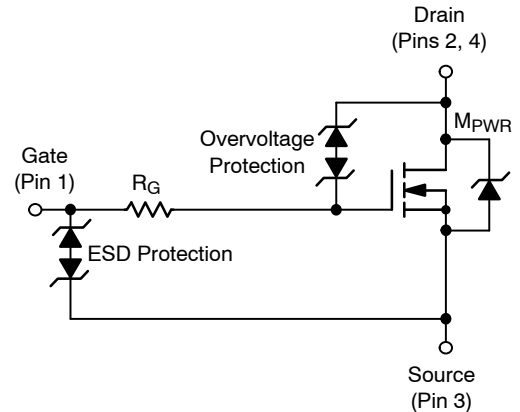 Drain
(Pins 2, 4)
MPWR
Overvoltage
Protection
Gate
(Pin 1)
RG
ESD Protection
Source
(Pin 3)